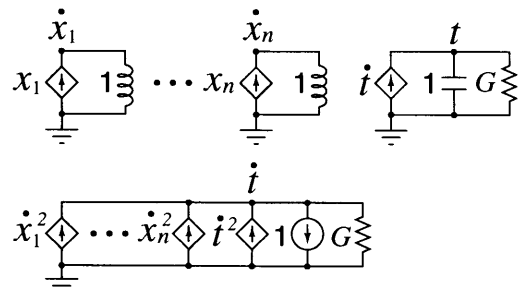 ẋ₁ ẋₙ t
x₁ 1 ••• xₙ 1 ṫ 1 G
ṫ
ẋ₁² ••• ẋₙ² ṫ² 1 G